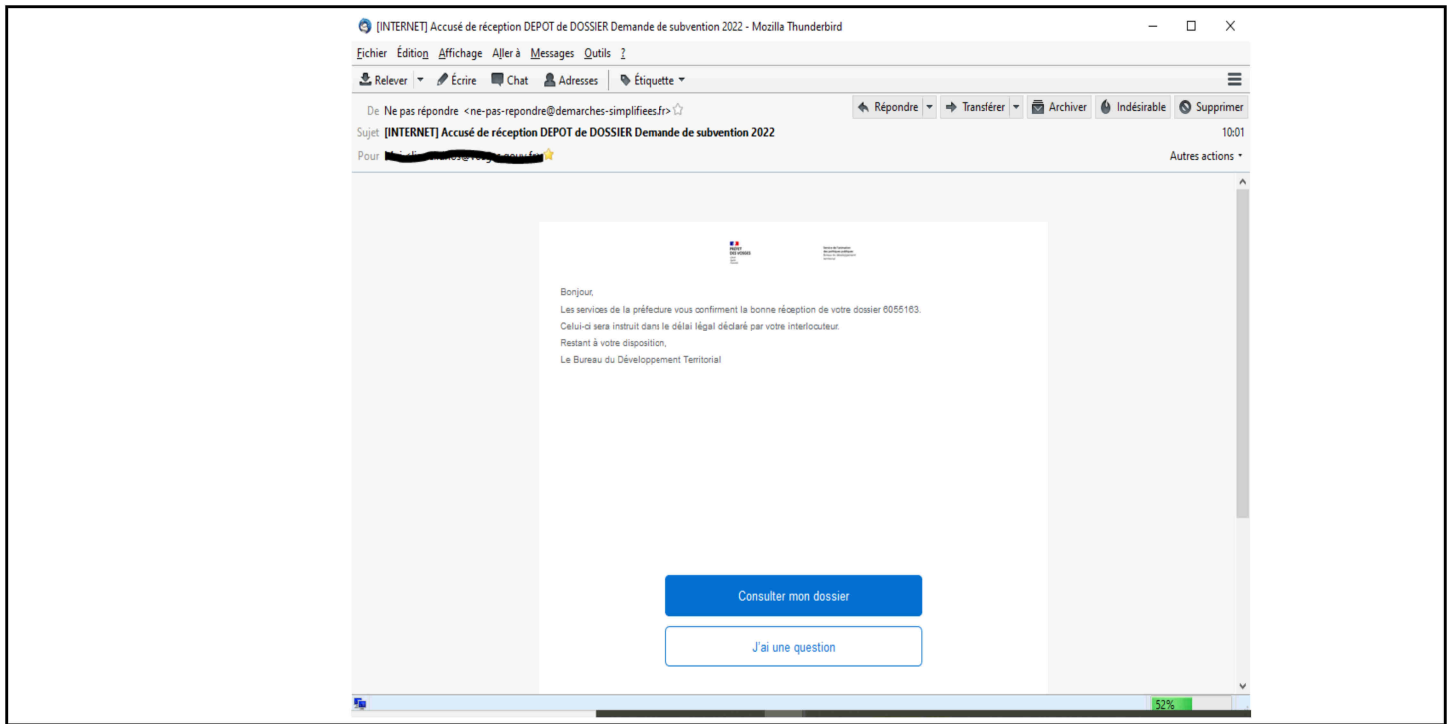 [INTERNET] Accusé de réception DEPOT de DOSSIER Demande de subvention 2022 - Mozilla Thunderbird
Fichier Édition Affichage Aller à Messages Outils ?
Relever Écrire Chat Adresses Étiquette
De Ne pas répondre <ne-pas-repondre@demarches-simplifiees.fr>
Répondre Transférer Archiver Indésirable Supprimer
Sujet [INTERNET] Accusé de réception DEPOT de DOSSIER Demande de subvention 2022
10:01
Pour
Autres actions
PRÉFET
DES VOSGES
Bonjour,
Les services de la préfecture vous confirment la bonne réception de votre dossier 6055163.
Celui-ci sera instruit dans le délai légal déclaré par votre interlocuteur.
Restant à votre disposition,
Le Bureau du Développement Territorial
Consulter mon dossier
J'ai une question
52%